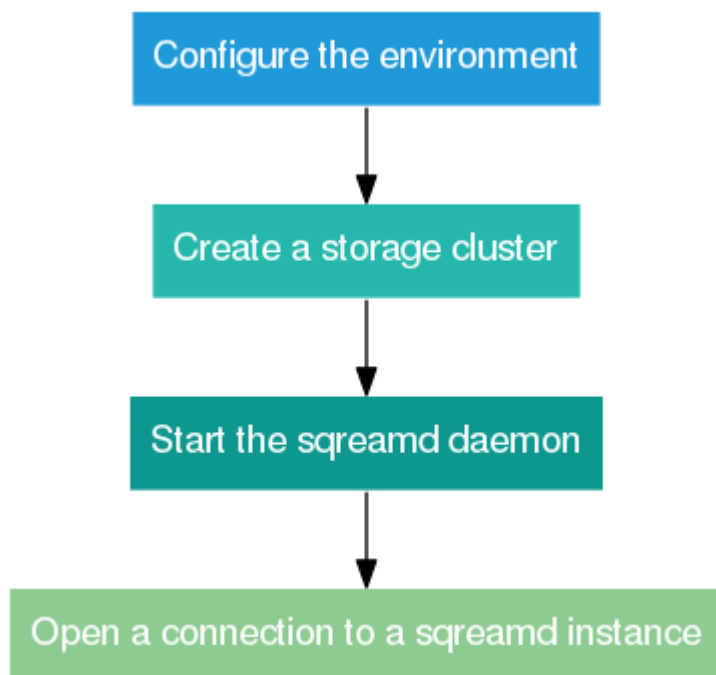 Configure the environment
Create a storage cluster
Start the sqreamd daemon
Open a connection to a sqreamd instance